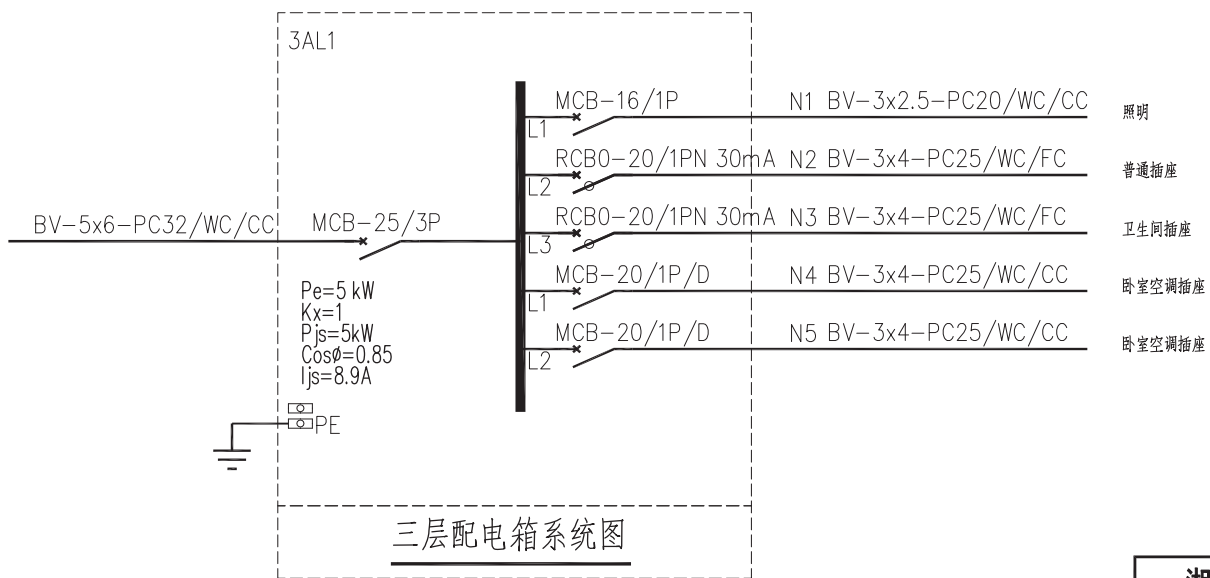 3AL1
BV-5x6-PC32/WC/CC
MCB-25/3P
Pe=5 kW
Kx=1
Pjs=5kW
Cosø=0.85
Ijs=8.9A
PE
L1 MCB-16/1P N1 BV-3x2.5-PC20/WC/CC 照明
L2 RCBO-20/1PN 30mA N2 BV-3x4-PC25/WC/FC 普通插座
L3 RCBO-20/1PN 30mA N3 BV-3x4-PC25/WC/FC 卫生间插座
L1 MCB-20/1P/D N4 BV-3x4-PC25/WC/CC 卧室空调插座
L2 MCB-20/1P/D N5 BV-3x4-PC25/WC/CC 卧室空调插座
三层配电箱系统图